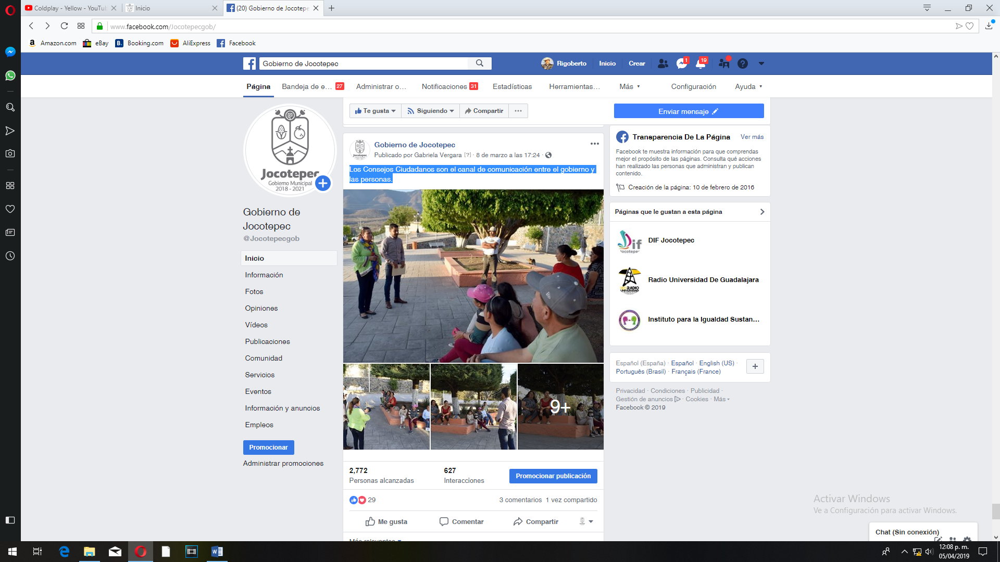 Coldplay - Yellow - YouTu
Inicio
(20) Gobierno de Jocotepe
www.facebook.com/Jocotepecgob/
Amazon.com
eBay
Booking.com
AliExpress
Facebook
Gobierno de Jocotepec
Rigoberto
Inicio
Crear
1
19
Página
Bandeja de e... 27
Administrar o...
Notificaciones 31
Estadísticas
Herramientas...
Más
Configuración
Ayuda
Te gusta
Siguiendo
Compartir
Enviar mensaje
Jocotepec
Gobierno Municipal
2018 - 2021
Gobierno de
Jocotepec
@Jocotepecgob
Inicio
Información
Fotos
Opiniones
Vídeos
Publicaciones
Comunidad
Servicios
Eventos
Información y anuncios
Empleos
Promocionar
Administrar promociones
Gobierno de Jocotepec
Publicado por Gabriela Vergara [?] · 8 de marzo a las 17:24 ·
Los Consejos Ciudadanos son el canal de comunicación entre el gobierno y
las personas.
9+
2,772
Personas alcanzadas
627
Interacciones
Promocionar publicación
29
3 comentarios 1 vez compartido
Me gusta
Comentar
Compartir
Más relevantes
Transparencia De La Página
Ver más
Facebook te muestra información para que comprendas
mejor el propósito de las páginas. Consulta qué acciones
han realizado las personas que administran y publican
contenido.
Creación de la página: 10 de febrero de 2016
Páginas que le gustan a esta página
DIF Jocotepec
Radio Universidad De Guadalajara
Instituto para la Igualdad Sustan...
Español (España) · Español · English (US) ·
Português (Brasil) · Français (France)
Privacidad · Condiciones · Publicidad ·
Gestión de anuncios · Cookies · Más
Facebook © 2019
Activar Windows
Ve a Configuración para activar Windows.
Chat (Sin conexión)
12:08 p. m.
05/04/2019